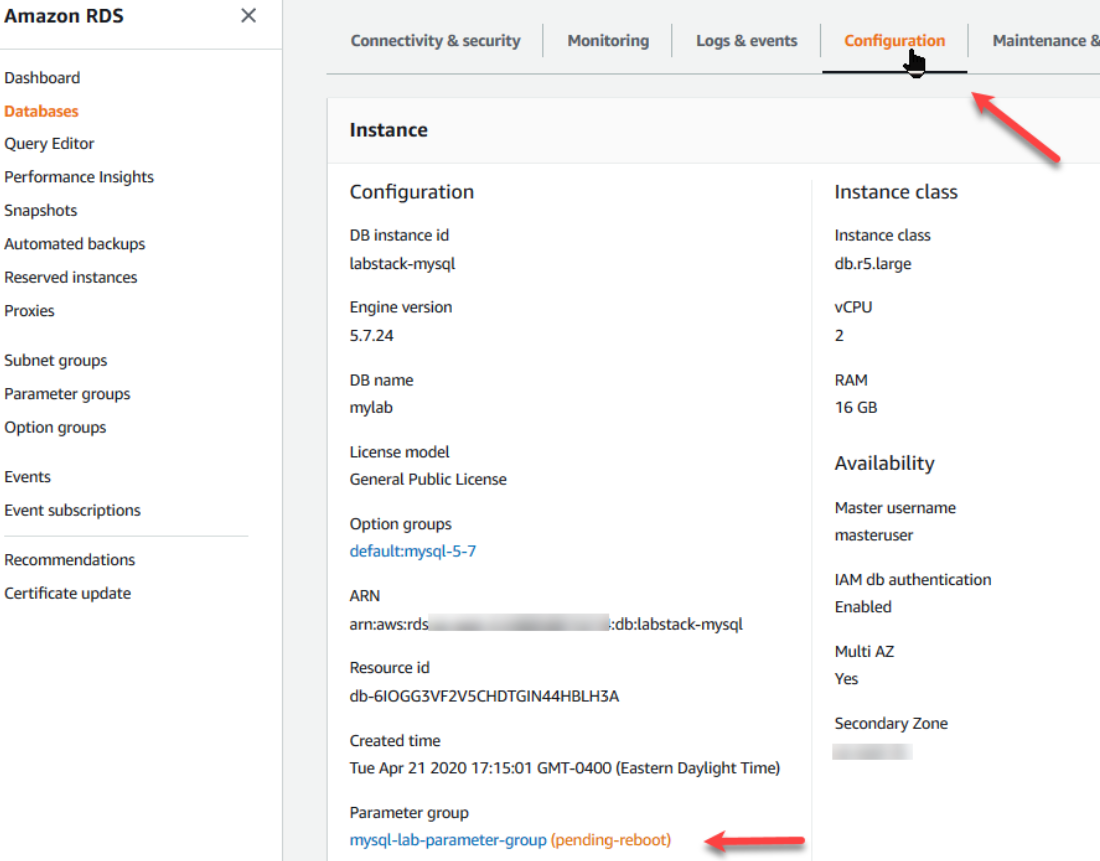 Amazon RDS
Dashboard
Databases
Query Editor
Performance Insights
Snapshots
Automated backups
Reserved instances
Proxies
Subnet groups
Parameter groups
Option groups
Events
Event subscriptions
Recommendations
Certificate update
Connectivity & security
Monitoring
Logs & events
Configuration
Maintenance &
Instance
Configuration
DB instance id
labstack-mysql
Engine version
5.7.24
DB name
mylab
License model
General Public License
Option groups
default:mysql-5-7
ARN
arn:aws:rds :db:labstack-mysql
Resource id
db-6IOGG3VF2V5CHDTGIN44HBLH3A
Created time
Tue Apr 21 2020 17:15:01 GMT-0400 (Eastern Daylight Time)
Parameter group
mysql-lab-parameter-group (pending-reboot)
Instance class
Instance class
db.r5.large
vCPU
2
RAM
16 GB
Availability
Master username
masteruser
IAM db authentication
Enabled
Multi AZ
Yes
Secondary Zone